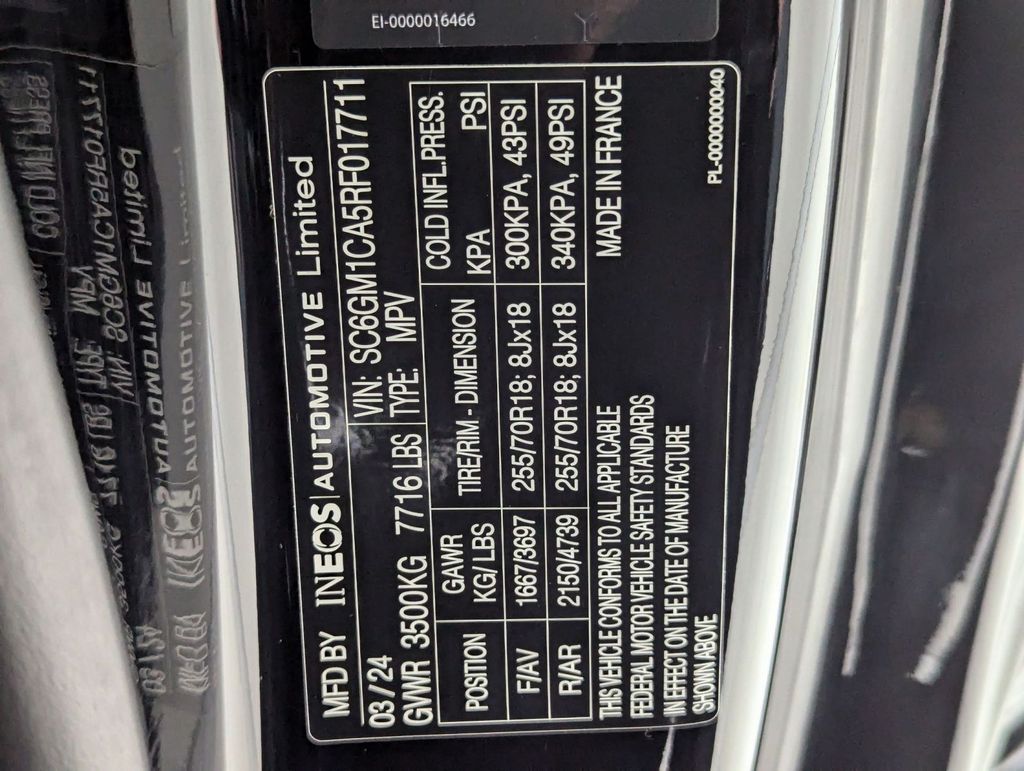 EI-0000016466
MFD BY INEOS | AUTOMOTIVE Limited
03 / 24 VIN: SC6GM1CA5RF017711
GVWR 3500KG 7716 LBS TYPE: MPV
POSITION GAWR KG/LBS TIRE/RIM - DIMENSION COLD INFL.PRESS. KPA PSI
F/AV 1667/3697 255/70R18; 8Jx18 300KPA, 43PSI
R/AR 2150/4739 255/70R18; 8Jx18 340KPA, 49PSI
THIS VEHICLE CONFORMS TO ALL APPLICABLE MADE IN FRANCE
FEDERAL MOTOR VEHICLE SAFETY STANDARDS
IN EFFECT ON THE DATE OF MANUFACTURE
SHOWN ABOVE.
PL-0000000040